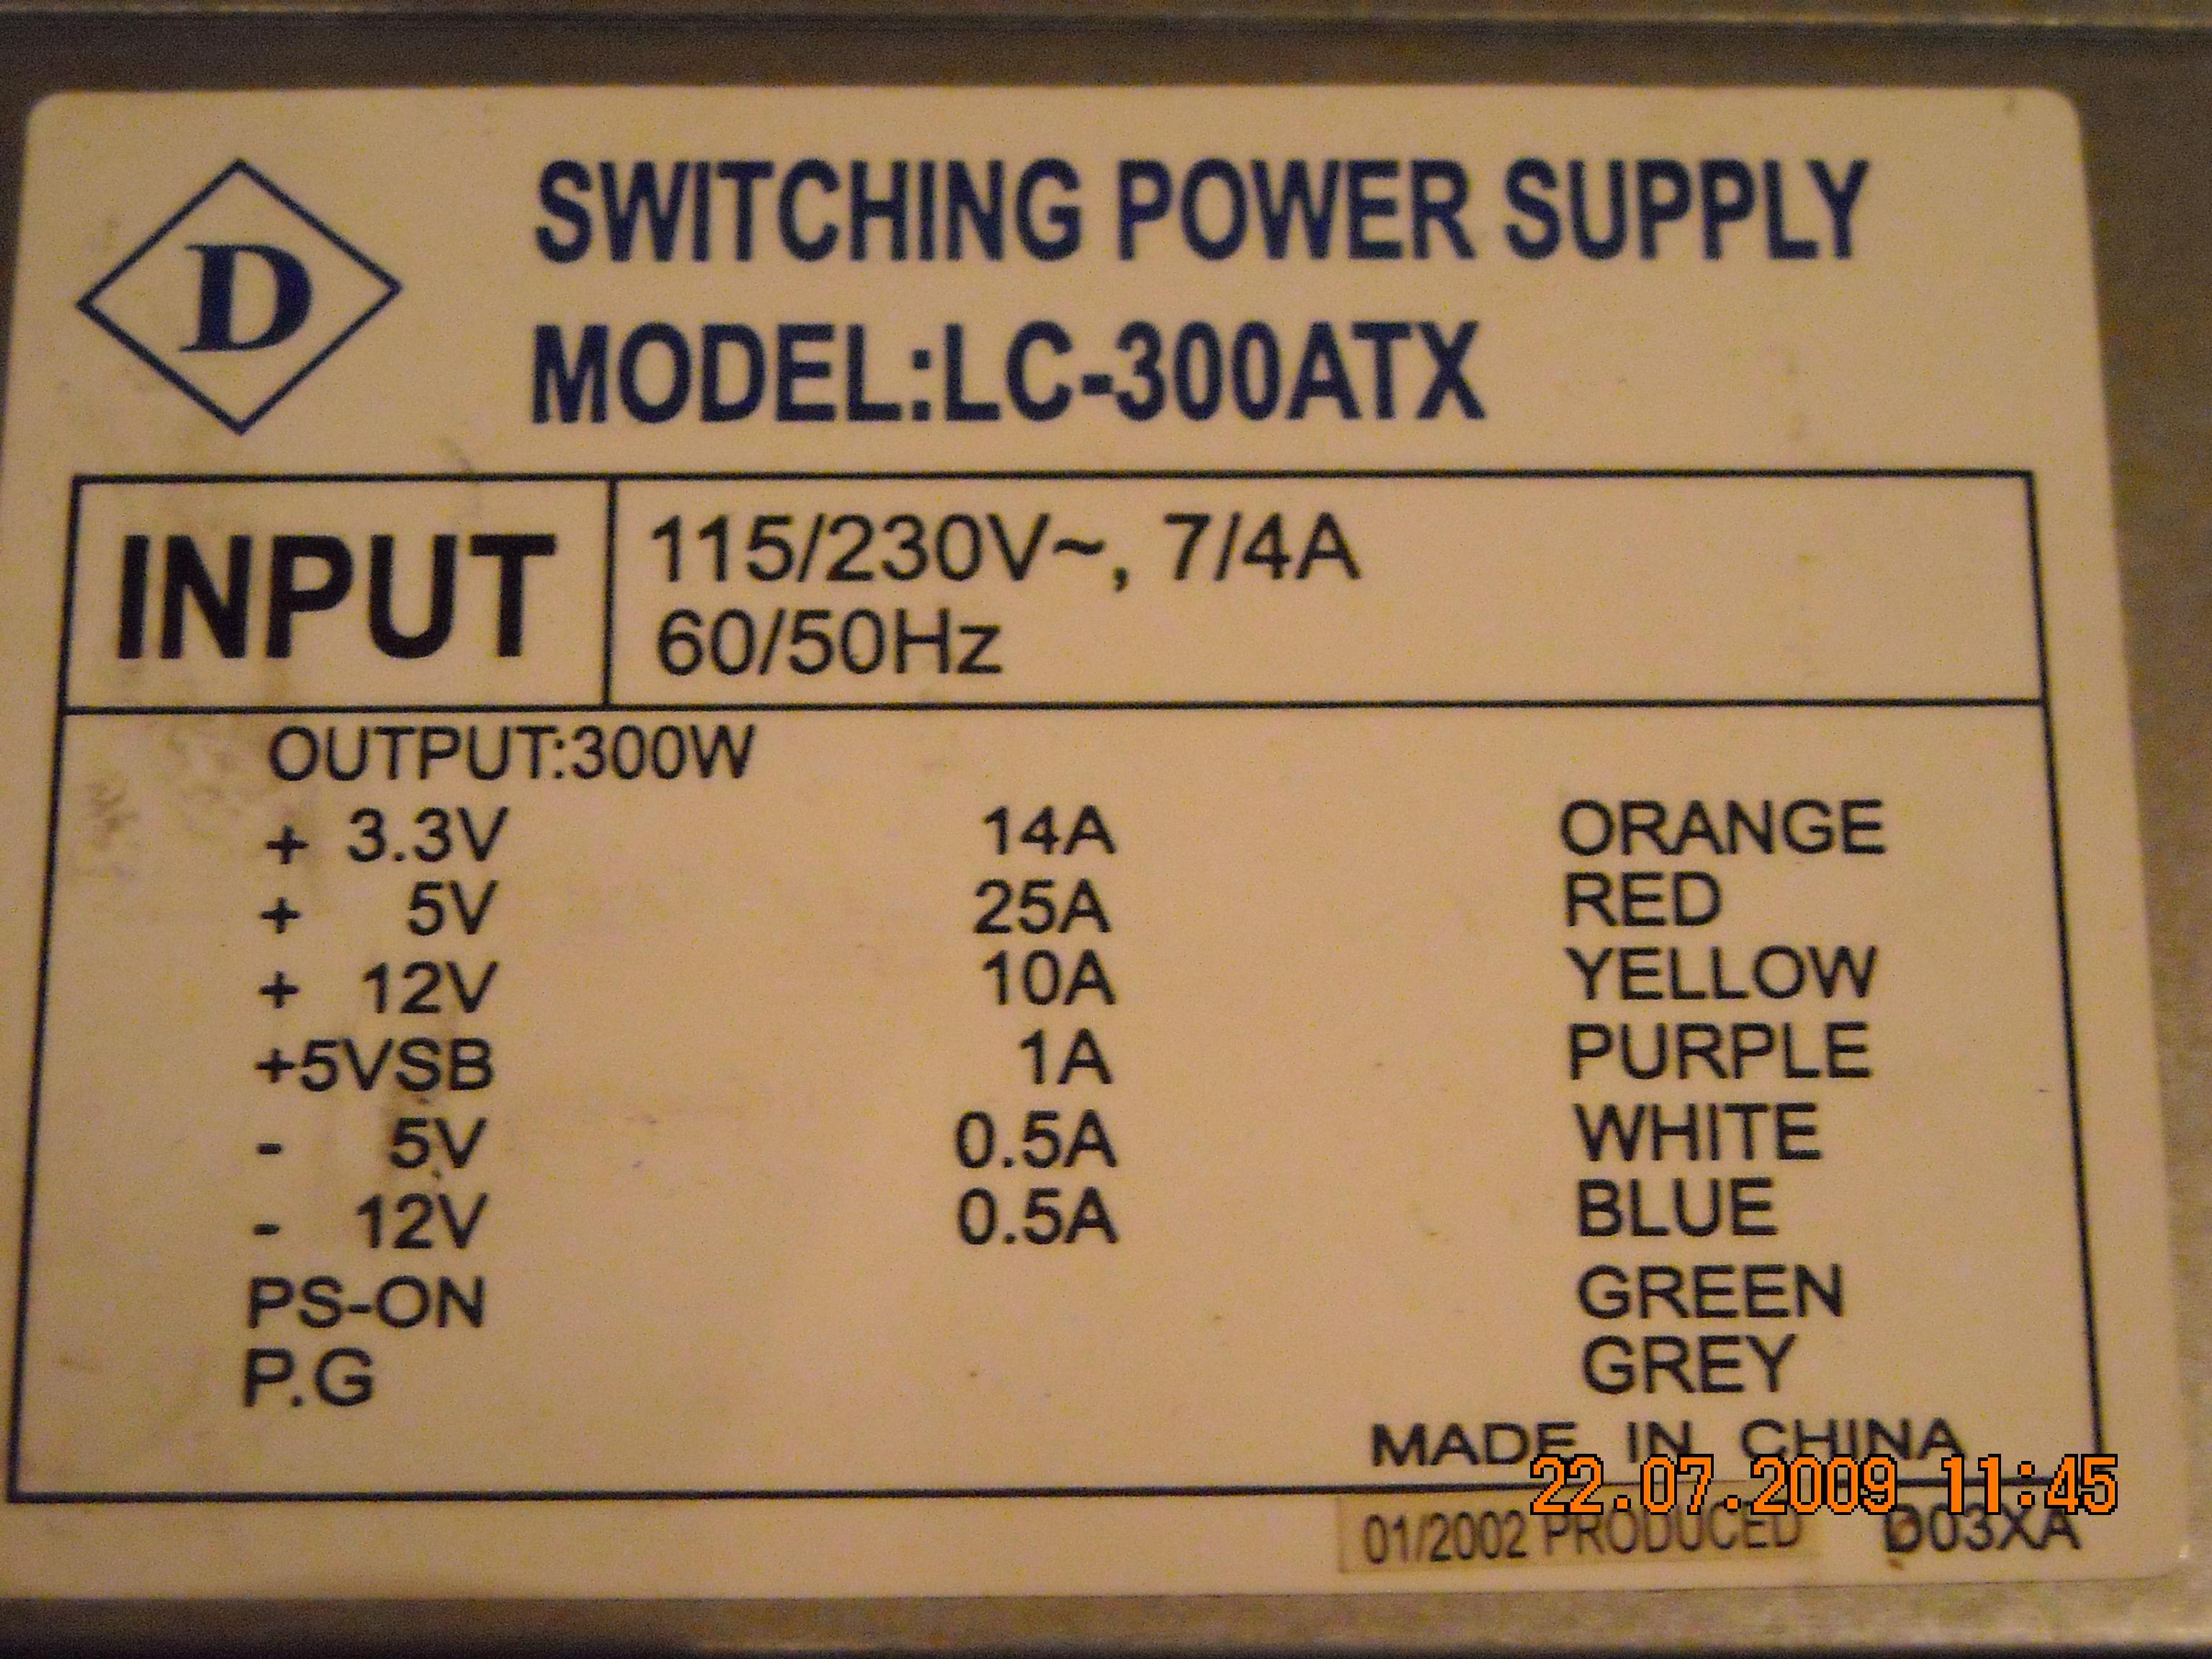 D
SWITCHING POWER SUPPLY
MODEL:LC-300ATX
INPUT
115/230V~, 7/4A
60/50Hz
OUTPUT:300W
+ 3.3V 14A ORANGE
+ 5V 25A RED
+ 12V 10A YELLOW
+5VSB 1A PURPLE
- 5V 0.5A WHITE
- 12V 0.5A BLUE
PS-ON GREEN
P.G GREY
MADE IN CHINA
22.07.2009 11:45
01/2002 PRODUCED D03XA